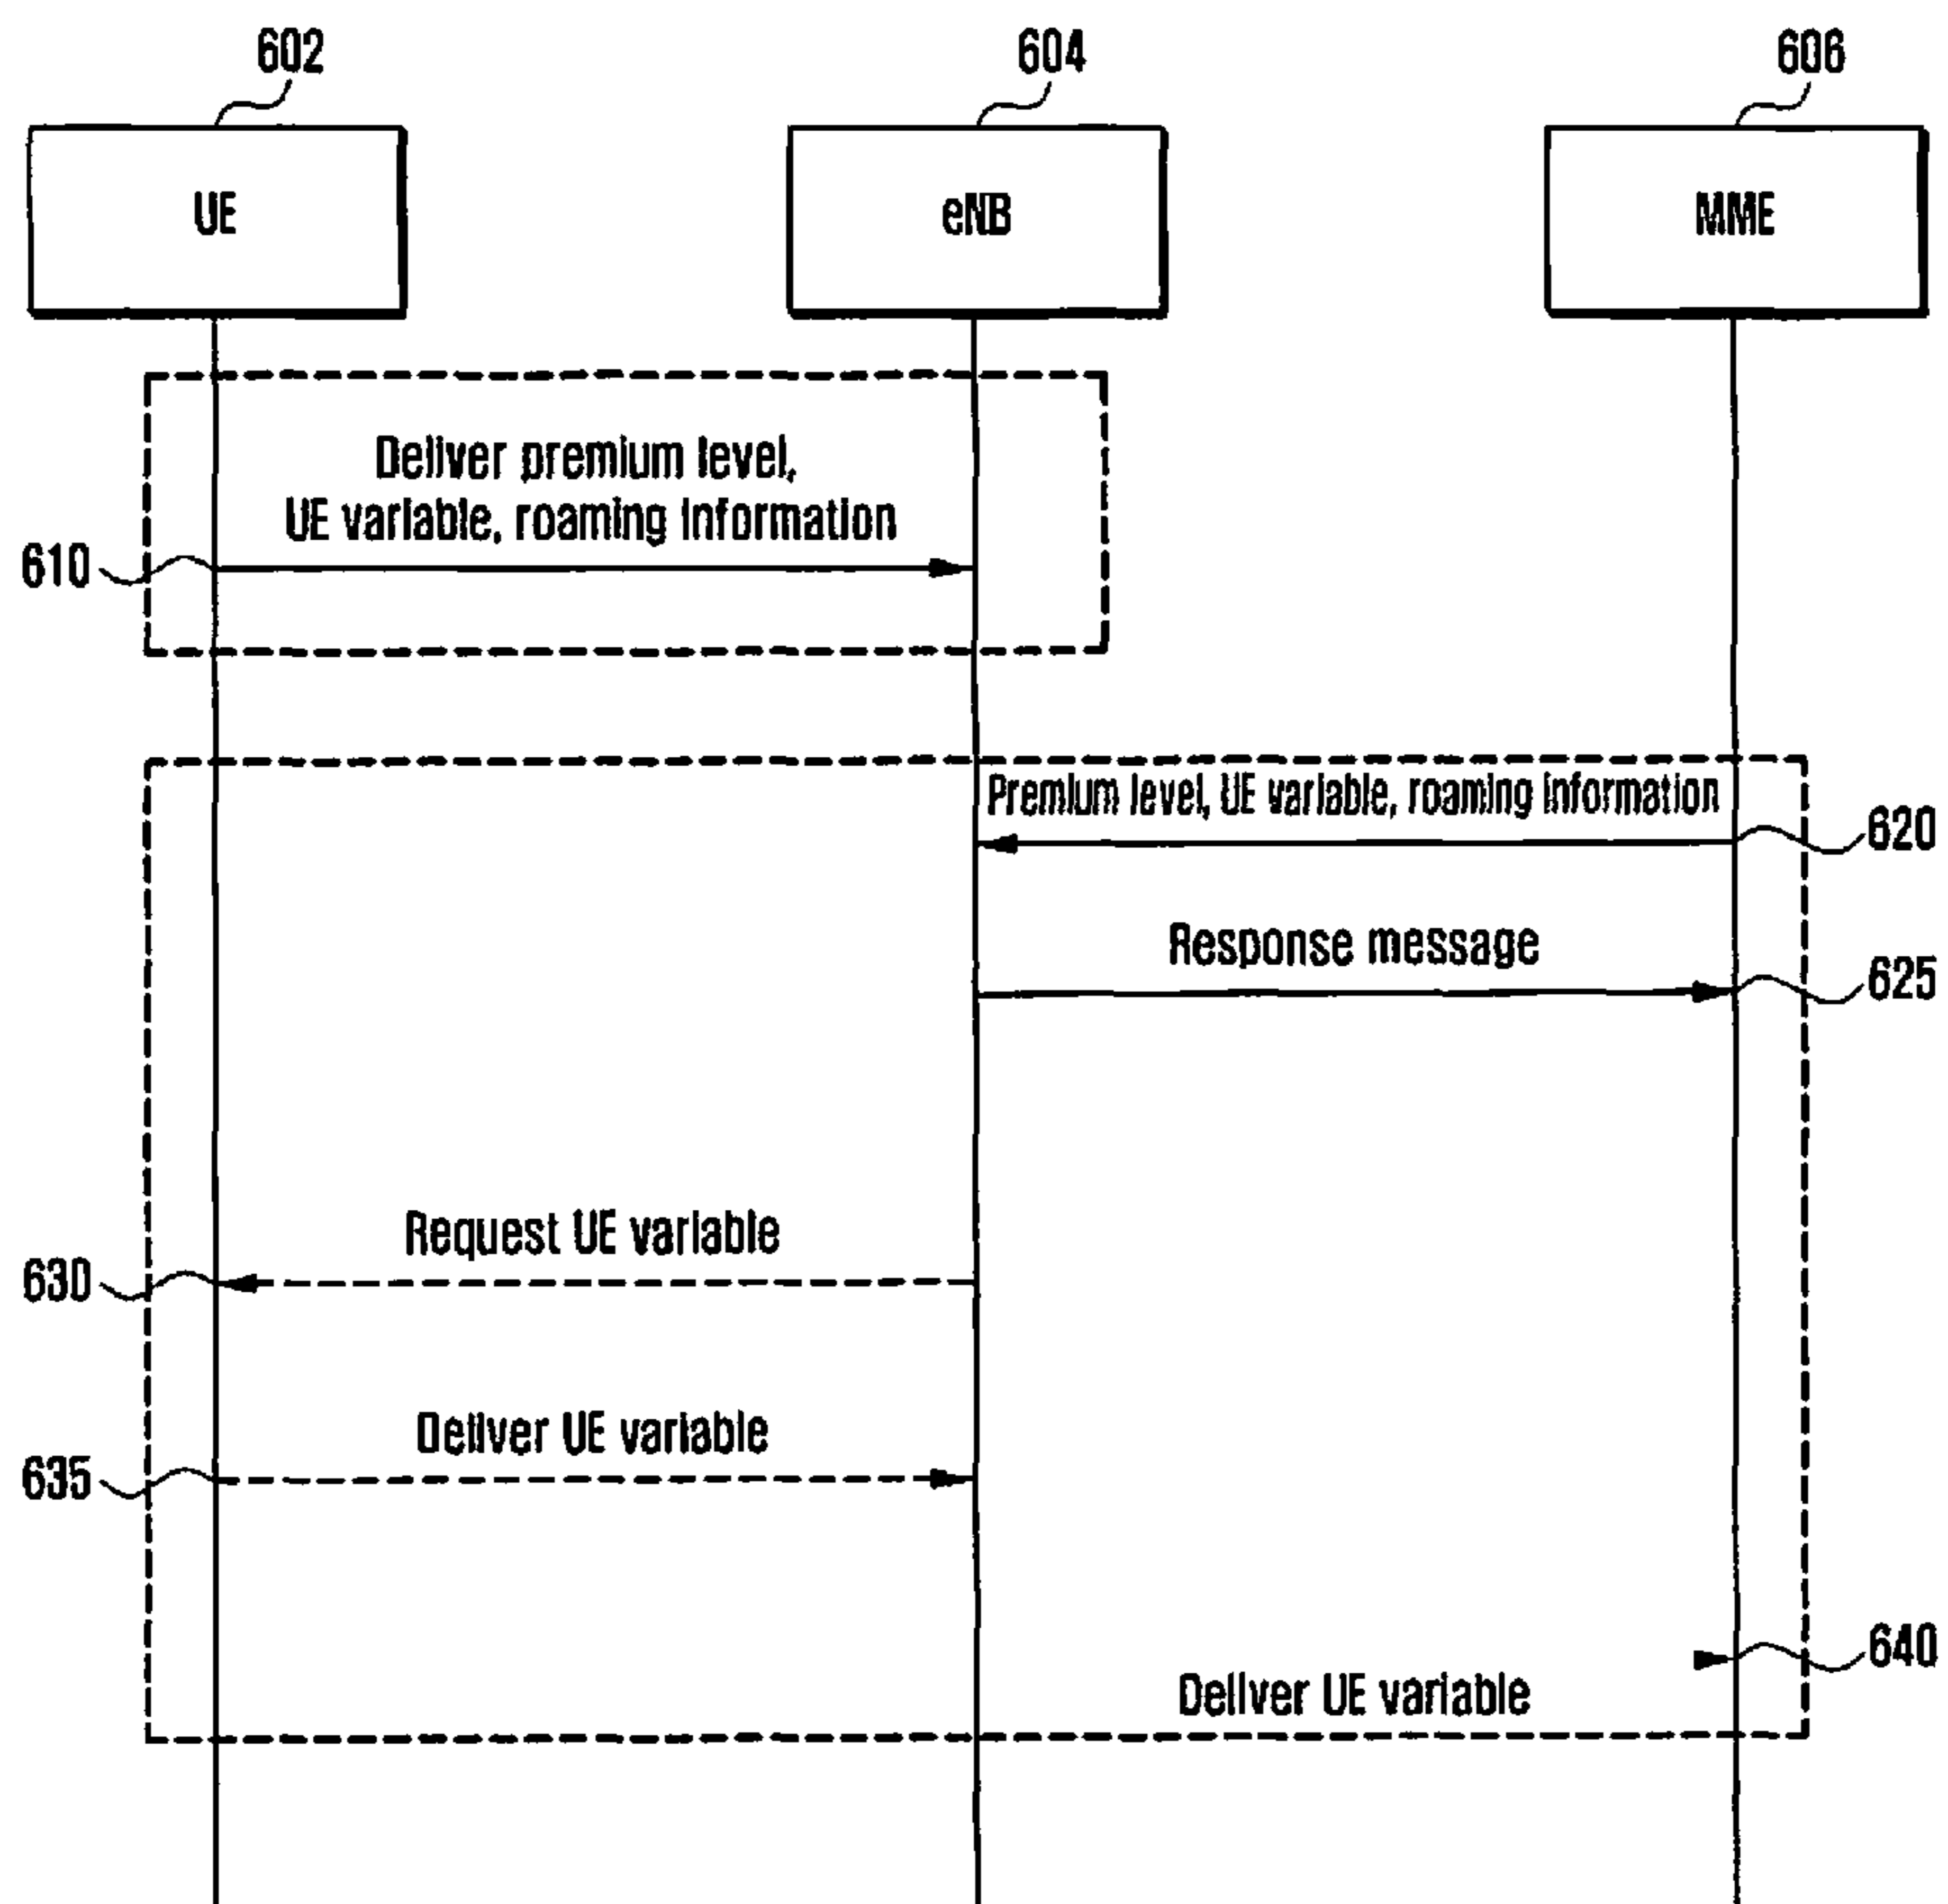 602
604
606
UE
eNB
MME
Deliver premium level,
UE variable, roaming information
610
Premium level, UE variable, roaming information
620
Response message
625
Request UE variable
630
Deliver UE variable
635
640
Deliver UE variable